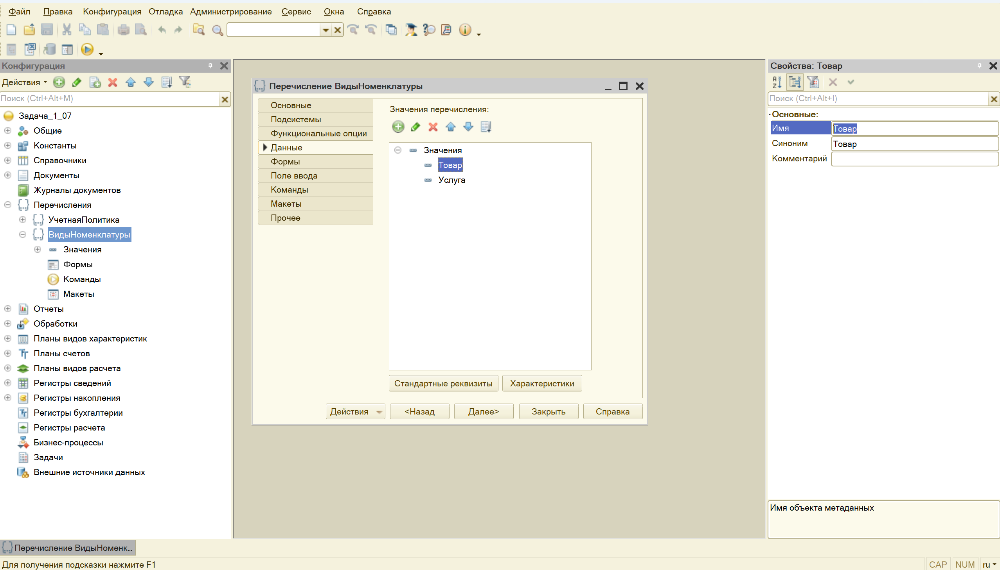 Файл Правка Конфигурация Отладка Администрирование Сервис Окна Справка
Конфигурация
Действия
Поиск (Ctrl+Alt+M)
Задача_1_07
Общие
Константы
Справочники
Документы
Журналы документов
Перечисления
УчетнаяПолитика
ВидыНоменклатуры
Значения
Формы
Команды
Макеты
Отчеты
Обработки
Планы видов характеристик
Планы счетов
Планы видов расчета
Регистры сведений
Регистры накопления
Регистры бухгалтерии
Регистры расчета
Бизнес-процессы
Задачи
Внешние источники данных
Перечисление ВидыНоменклатуры
Основные
Подсистемы
Функциональные опции
Данные
Формы
Поле ввода
Команды
Макеты
Прочее
Значения перечисления:
Значения
Товар
Услуга
Стандартные реквизиты Характеристики
Действия <Назад Далее> Закрыть Справка
Свойства: Товар
Поиск (Ctrl+Alt+I)
Основные:
Имя Товар
Синоним Товар
Комментарий
Имя объекта метаданных
Перечисление ВидыНоменк...
Для получения подсказки нажмите F1
CAP NUM ru